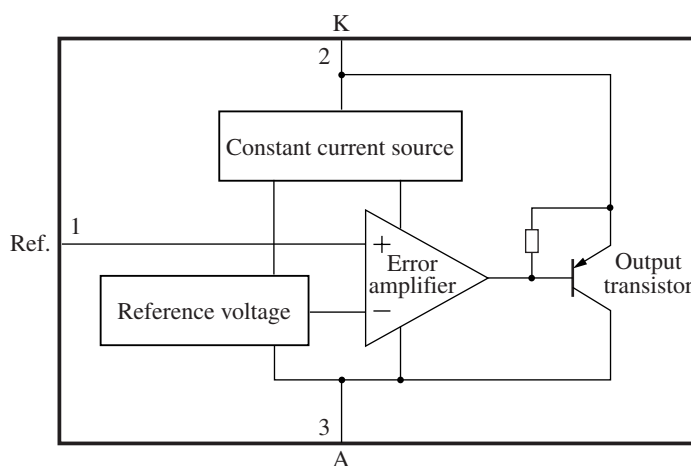 K
2
Constant current source
1
Ref.
+
Error
amplifier
Output
transistor
Reference voltage
−
3
A